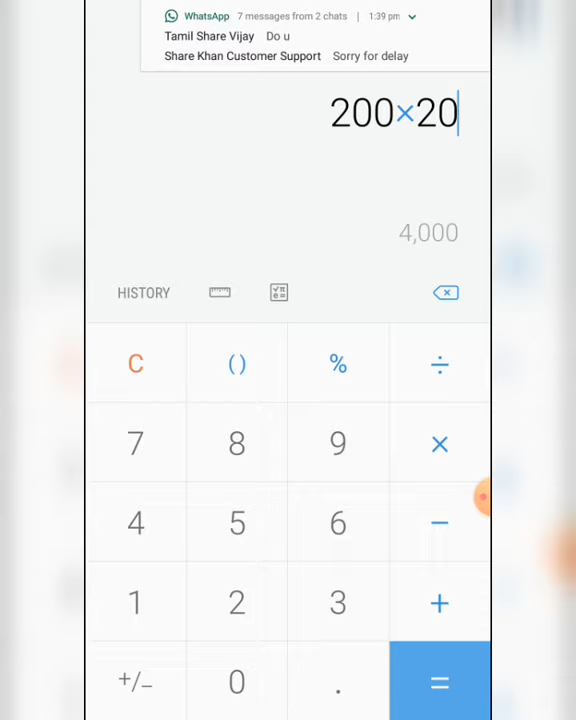 WhatsApp 7 messages from 2 chats 1:39 pm
Tamil Share Vijay Do u
Share Khan Customer Support Sorry for delay
200×20
4,000
HISTORY
C ( ) % ÷
7 8 9 ×
4 5 6 −
1 2 3 +
+/− 0 . =